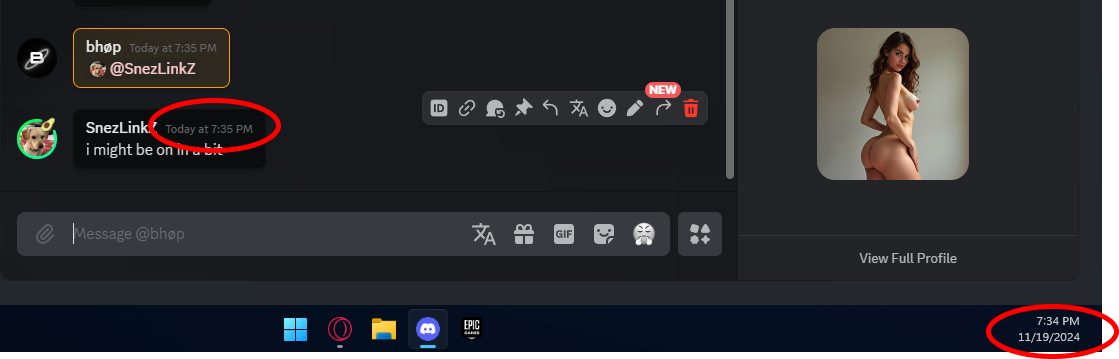 bhøp Today at 7:35 PM
@SnezLinkZ
NEW
ID
SnezLinkZ Today at 7:35 PM
i might be on in a bit
Message @bhøp
GIF
View Full Profile
EPIC
GAMES
7:34 PM
11/19/2024